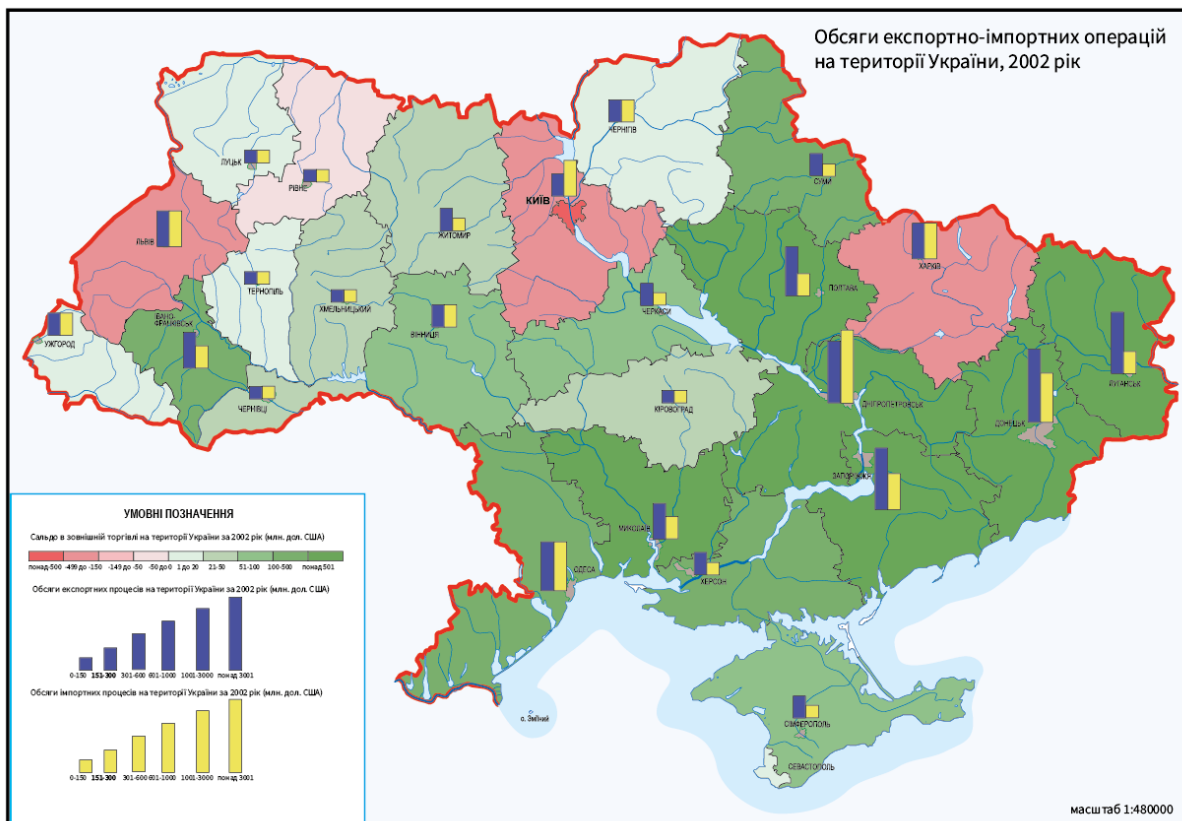 Обсяги експортно-імпортних операцій
на території України, 2002 рік
ЧЕРНІГІВ
ЛУЦЬК
РІВНЕ
СУМИ
КИЇВ
ЖИТОМИР
ЛЬВІВ
ХАРКІВ
ТЕРНОПІЛЬ
ПОЛТАВА
ХМЕЛЬНИЦЬКИЙ
ЧЕРКАСИ
ІВАНО-
ФРАНКІВСЬК
ВІННИЦЯ
УЖГОРОД
ЛУГАНСЬК
ЧЕРНІВЦІ
КІРОВОГРАД
ДНІПРОПЕТРОВСЬК
ДОНЕЦЬК
ЗАПОРІЖЖЯ
МИКОЛАЇВ
ОДЕСА
ХЕРСОН
о. Зміїний
СІМФЕРОПОЛЬ
СЕВАСТОПОЛЬ
УМОВНІ ПОЗНАЧЕННЯ
Сальдо в зовнішній торгівлі на території України за 2002 рік (млн. дол. США)
понад-500 -499 до -150 -149 до -50 -50 до 0 1 до 20 21-50 51-100 100-500 понад 501
Обсяги експортних процесів на території України за 2002 рік (млн. дол. США)
0-150 151-300 301-600 601-1000 1001-3000 понад 3001
Обсяги імпортних процесів на території України за 2002 рік (млн. дол. США)
0-150 151-300 301-600 601-1000 1001-3000 понад 3001
масштаб 1:480000